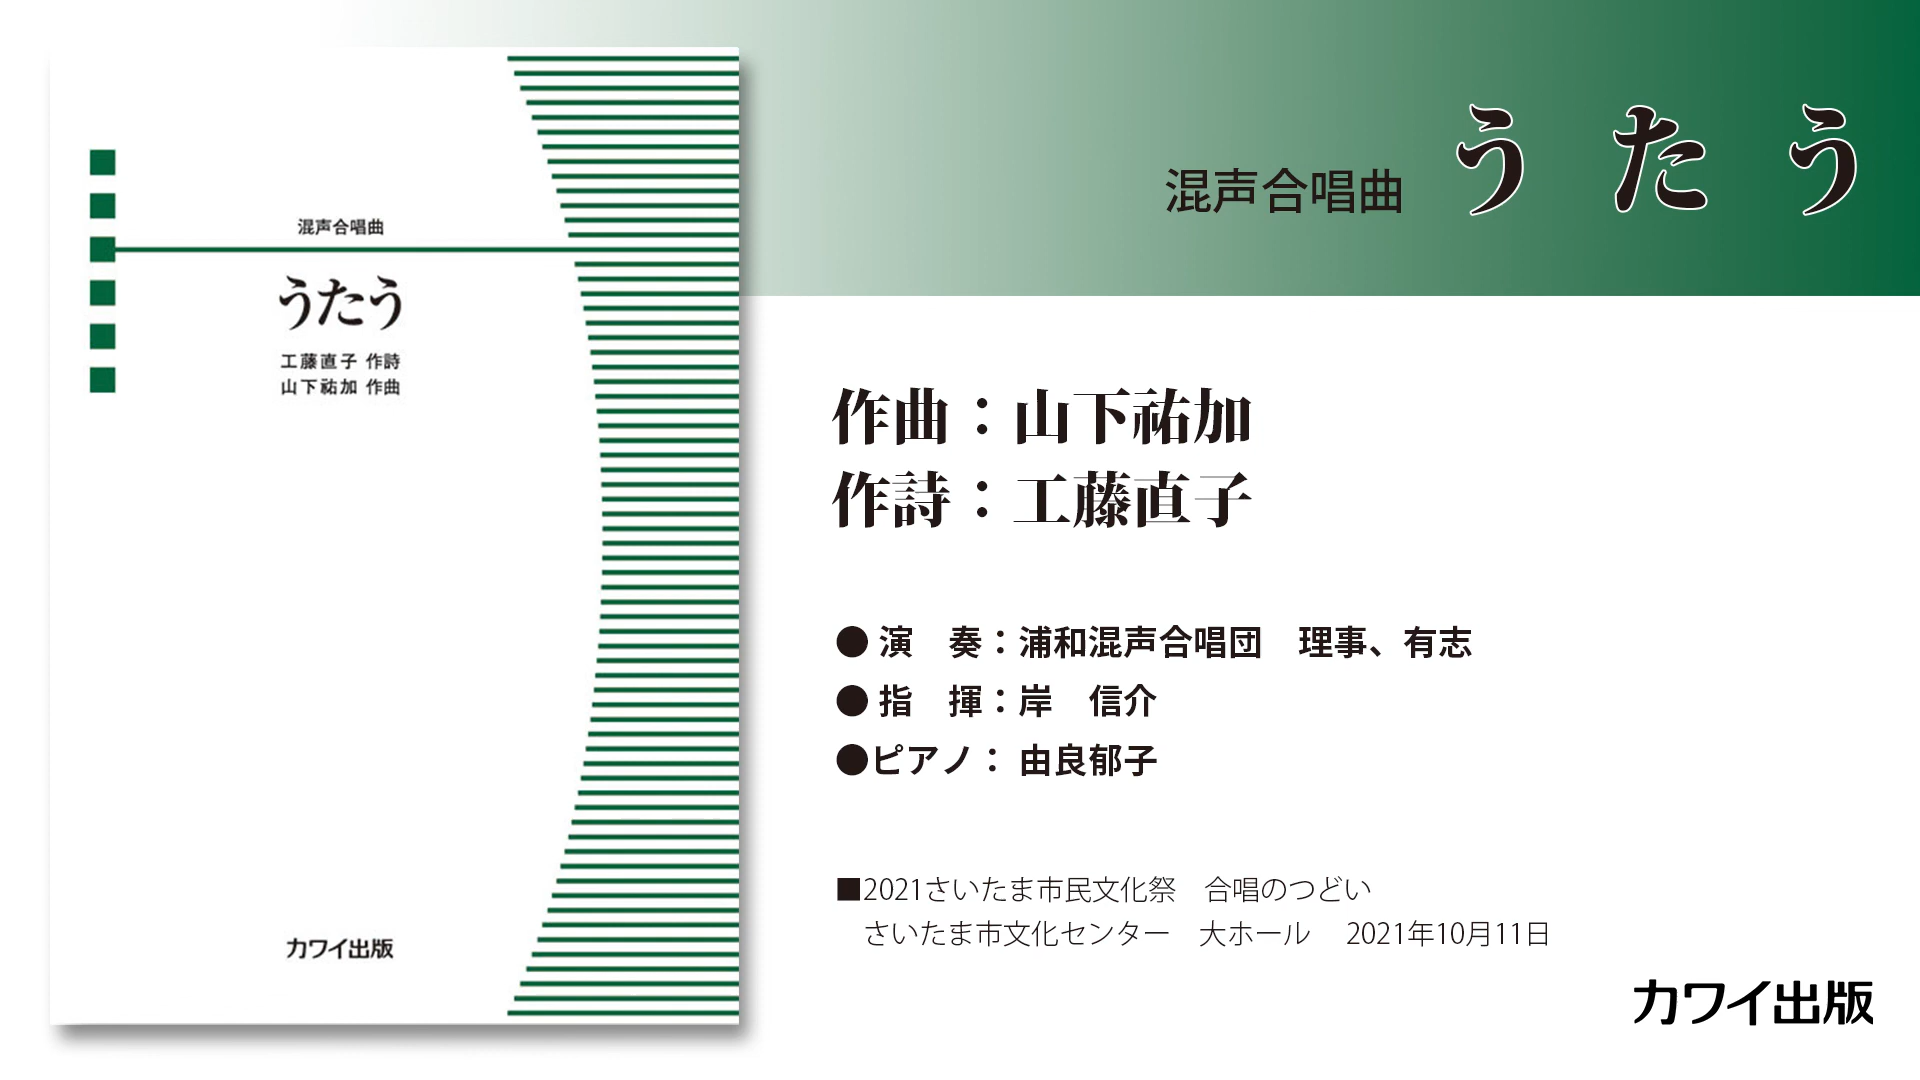 混声合唱曲
うたう
工藤直子 作詩
山下祐加 作曲
カワイ出版
混声合唱曲 うたう
作曲：山下祐加
作詩：工藤直子
● 演　奏：浦和混声合唱団　理事、有志
● 指　揮：岸　信介
●ピアノ： 由良郁子
■2021さいたま市民文化祭　合唱のつどい
さいたま市文化センター　大ホール　2021年10月11日
カワイ出版